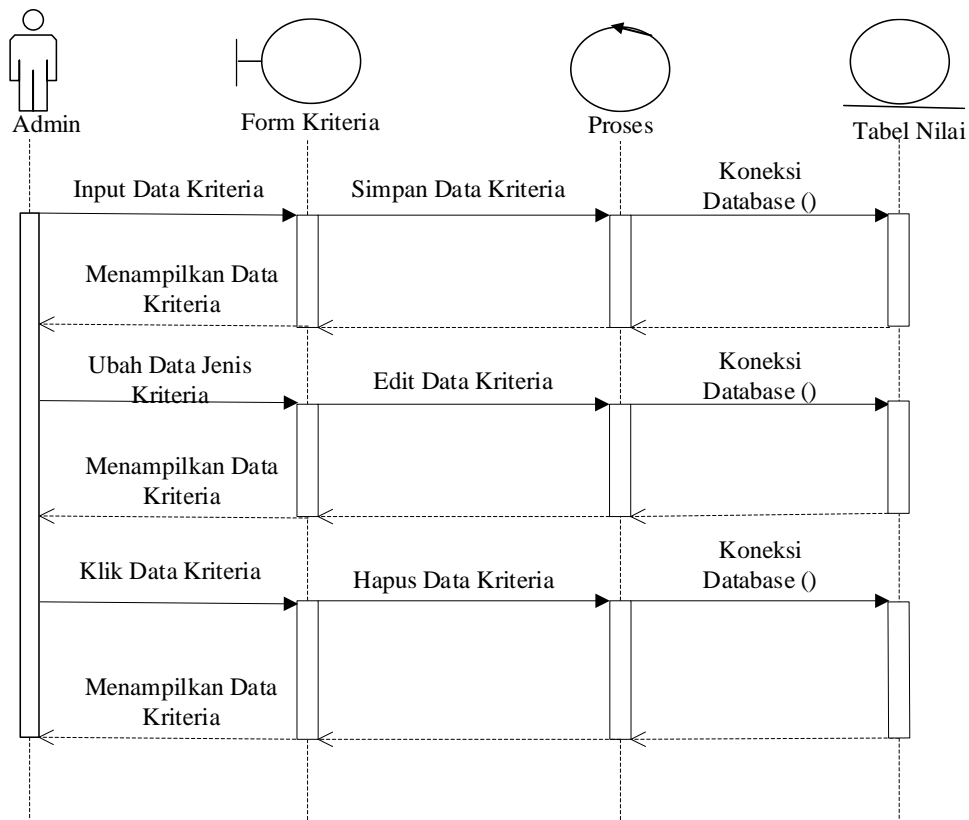 Admin
Form Kriteria
Proses
Tabel Nilai
Input Data Kriteria
Simpan Data Kriteria
Koneksi
Database ()
Menampilkan Data
Kriteria
Ubah Data Jenis
Kriteria
Edit Data Kriteria
Koneksi
Database ()
Menampilkan Data
Kriteria
Klik Data Kriteria
Hapus Data Kriteria
Koneksi
Database ()
Menampilkan Data
Kriteria